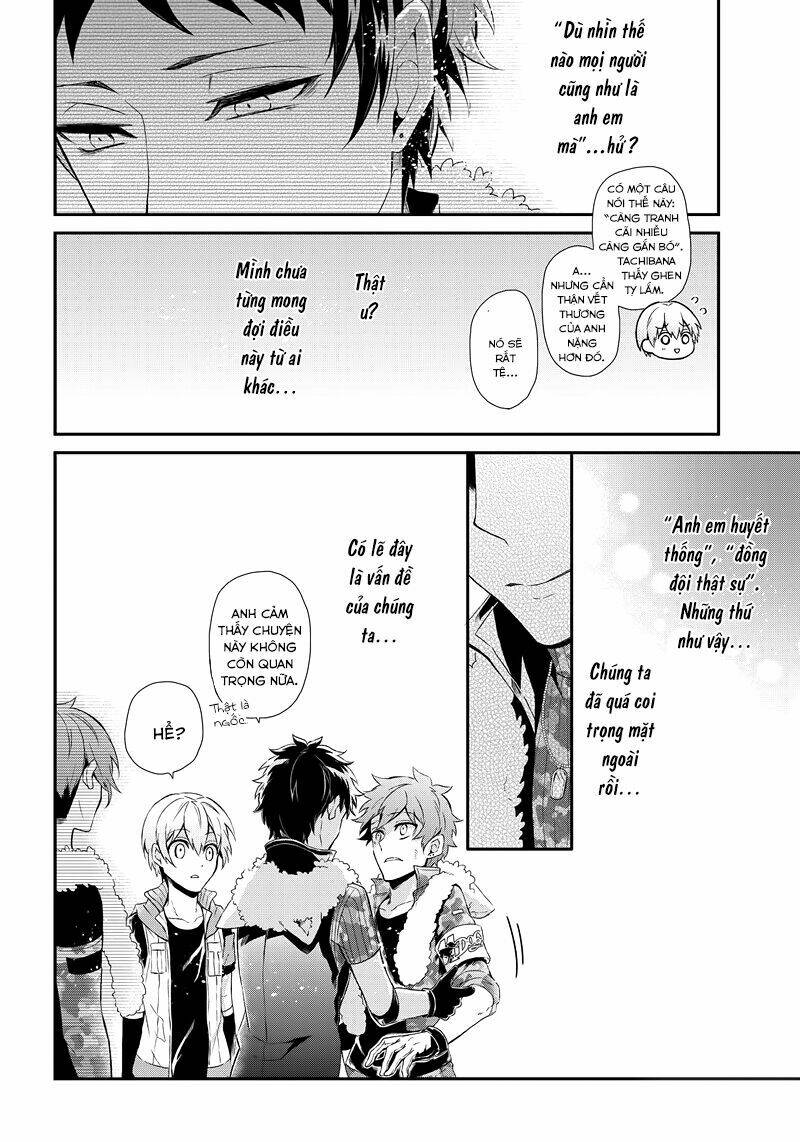 "Dù nhìn thế
nào mọi người
cũng như là
anh em
mà"...hử?
CÓ MỘT CÂU
NÓI THẾ NÀY:
"CÀNG TRANH
CÃI NHIỀU
CÀNG GẮN BÓ".
TACHIBANA
THẤY GHEN
TỴ LẮM.
A...
NHƯNG CẨN
THẬN VẾT
THƯƠNG
CỦA ANH
NẶNG
HƠN ĐÓ.
NÓ SẼ
RẤT
TÊ...
Thật
ư?
Mình chưa
từng mong
đợi điều
này từ ai
khác...
"Anh em huyết
thống", "đồng
đội thật sự".
Những thứ
như vậy...
Chúng ta
đã quá coi
trọng mặt
ngoài
rồi...
Có lẽ đây
là vấn đề
của chúng
ta...
ANH CẢM
THẤY CHUYỆN
NÀY KHÔNG
CÒN QUAN
TRỌNG NỮA.
Thật là
ngốc
HỂ?